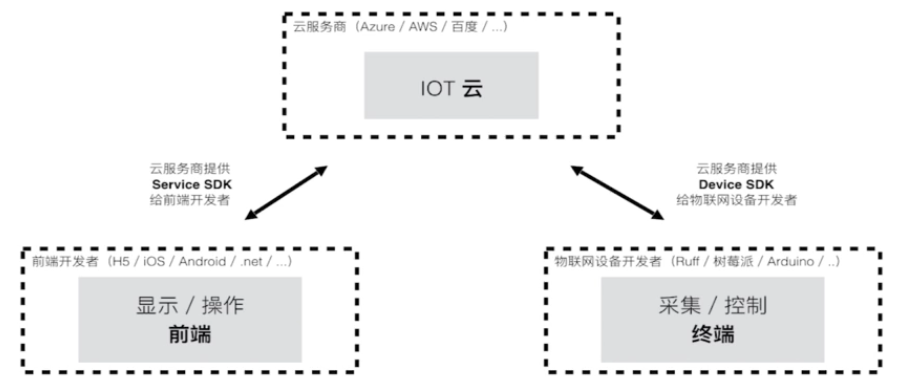 云服务商（Azure / AWS / 百度 / ...）
IOT 云
云服务商提供
Service SDK
给前端开发者
云服务商提供
Device SDK
给物联网设备开发者
前端开发者（H5 / iOS / Android / .net / ...）
显示 / 操作
前端
物联网设备开发者（Ruff / 树莓派 / Arduino / ..）
采集 / 控制
终端